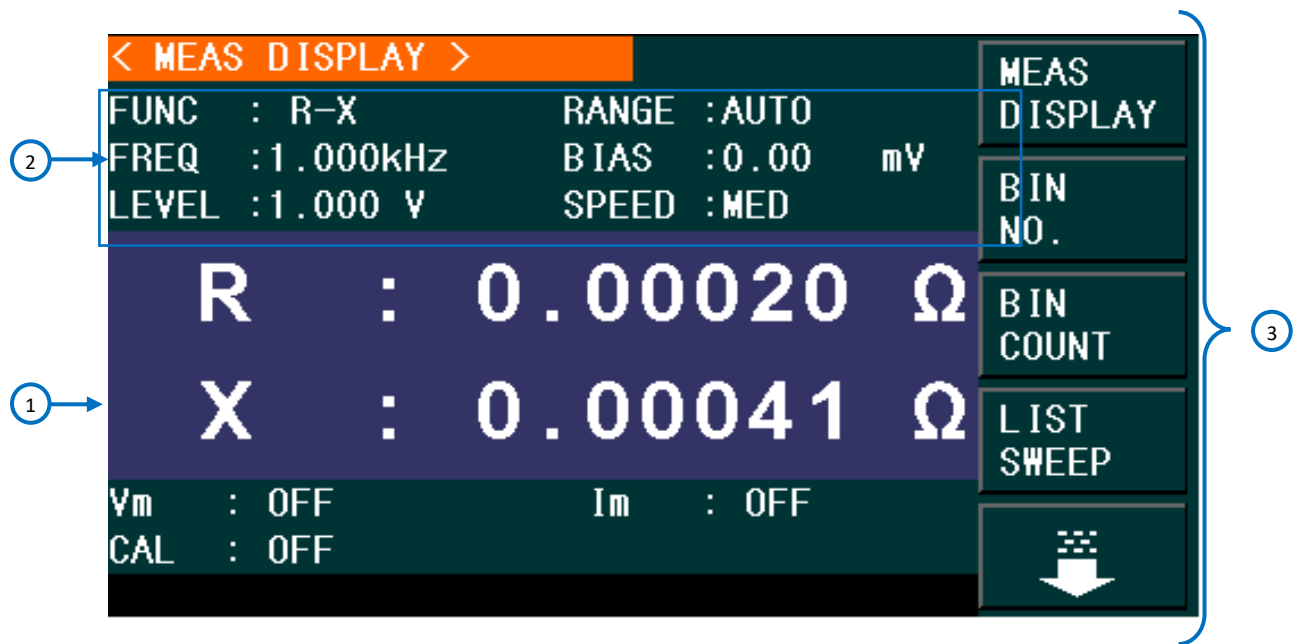 < MEAS DISPLAY >
FUNC : R-X RANGE :AUTO
FREQ :1.000kHz BIAS :0.00 mV
LEVEL :1.000 V SPEED :MED
R : 0.00020 Ω
X : 0.00041 Ω
Vm : OFF Im : OFF
CAL : OFF
MEAS
DISPLAY
BIN
NO.
BIN
COUNT
LIST
SWEEP
2
1
3